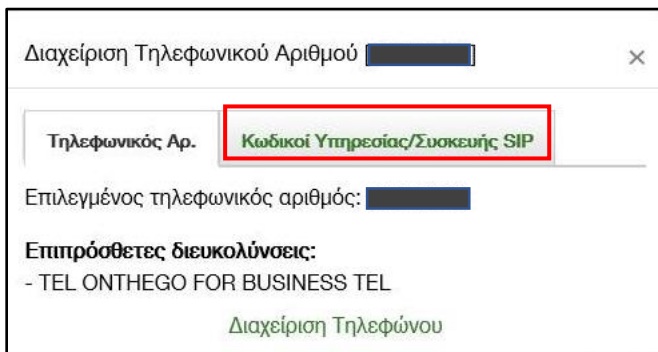 Διαχείριση Τηλεφωνικού Αριθμού [ ]
×
Τηλεφωνικός Αρ. Κωδικοί Υπηρεσίας/Συσκευής SIP
Επιλεγμένος τηλεφωνικός αριθμός:
Επιπρόσθετες διευκολύνσεις:
- TEL ONTHEGO FOR BUSINESS TEL
Διαχείριση Τηλεφώνου